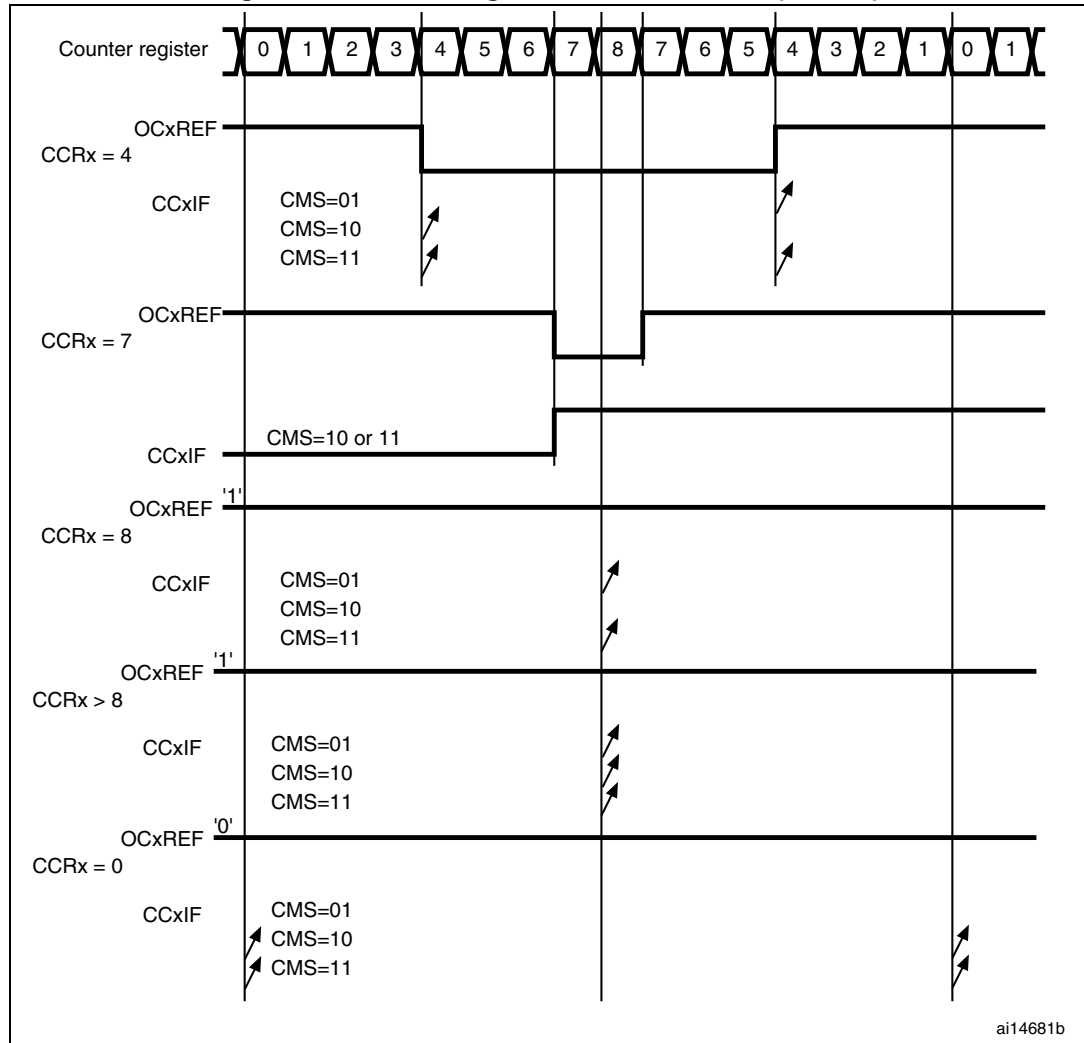 Counter register 0 1 2 3 4 5 6 7 8 7 6 5 4 3 2 1 0 1
OCxREF
CCRx = 4
CCxIF
CMS=01
CMS=10
CMS=11
OCxREF
CCRx = 7
CMS=10 or 11
CCxIF
'1'
OCxREF
CCRx = 8
CCxIF
CMS=01
CMS=10
CMS=11
'1'
OCxREF
CCRx > 8
CCxIF
CMS=01
CMS=10
CMS=11
'0'
OCxREF
CCRx = 0
CCxIF
CMS=01
CMS=10
CMS=11
ai14681b